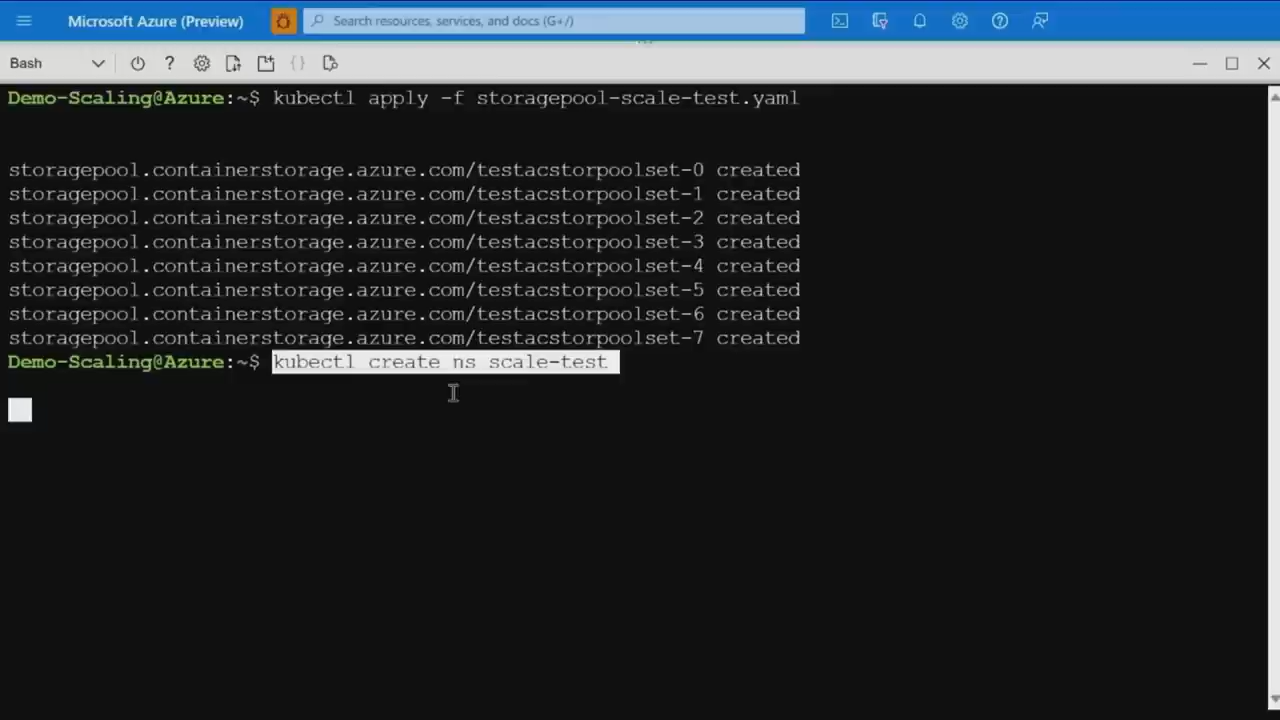 Microsoft Azure (Preview)
Search resources, services, and docs (G+/)
Bash
Demo-Scaling@Azure:~$ kubectl apply -f storagepool-scale-test.yaml
storagepool.containerstorage.azure.com/testacstorpoolset-0 created
storagepool.containerstorage.azure.com/testacstorpoolset-1 created
storagepool.containerstorage.azure.com/testacstorpoolset-2 created
storagepool.containerstorage.azure.com/testacstorpoolset-3 created
storagepool.containerstorage.azure.com/testacstorpoolset-4 created
storagepool.containerstorage.azure.com/testacstorpoolset-5 created
storagepool.containerstorage.azure.com/testacstorpoolset-6 created
storagepool.containerstorage.azure.com/testacstorpoolset-7 created
Demo-Scaling@Azure:~$ kubectl create ns scale-test